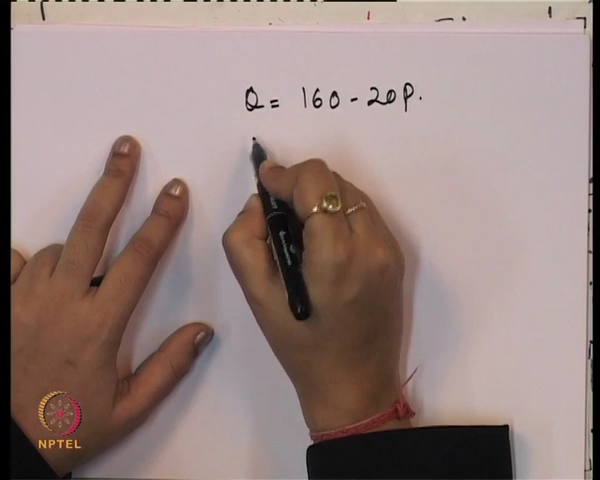 Q = 160 - 20P.
NPTEL